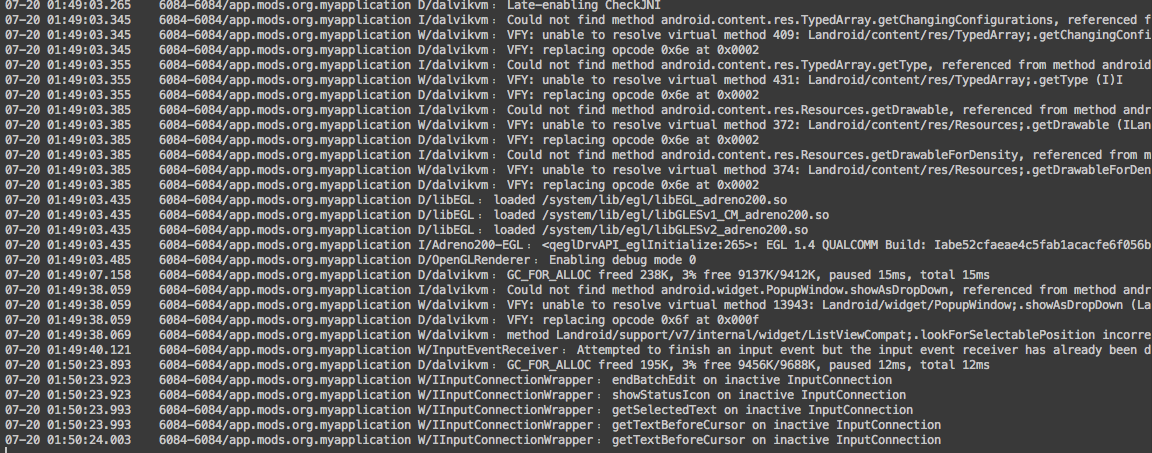 07-20 01:49:03.265 6084-6084/app.mods.org.myapplication D/dalvikvm: Late-enabling CheckJNI
07-20 01:49:03.345 6084-6084/app.mods.org.myapplication I/dalvikvm: Could not find method android.content.res.TypedArray.getChangingConfigurations, referenced f
07-20 01:49:03.345 6084-6084/app.mods.org.myapplication W/dalvikvm: VFY: unable to resolve virtual method 409: Landroid/content/res/TypedArray;.getChangingConfi
07-20 01:49:03.345 6084-6084/app.mods.org.myapplication D/dalvikvm: VFY: replacing opcode 0x6e at 0x0002
07-20 01:49:03.355 6084-6084/app.mods.org.myapplication I/dalvikvm: Could not find method android.content.res.TypedArray.getType, referenced from method android
07-20 01:49:03.355 6084-6084/app.mods.org.myapplication W/dalvikvm: VFY: unable to resolve virtual method 431: Landroid/content/res/TypedArray;.getType (I)I
07-20 01:49:03.355 6084-6084/app.mods.org.myapplication D/dalvikvm: VFY: replacing opcode 0x6e at 0x0002
07-20 01:49:03.385 6084-6084/app.mods.org.myapplication I/dalvikvm: Could not find method android.content.res.Resources.getDrawable, referenced from method andr
07-20 01:49:03.385 6084-6084/app.mods.org.myapplication W/dalvikvm: VFY: unable to resolve virtual method 372: Landroid/content/res/Resources;.getDrawable (ILan
07-20 01:49:03.385 6084-6084/app.mods.org.myapplication D/dalvikvm: VFY: replacing opcode 0x6e at 0x0002
07-20 01:49:03.385 6084-6084/app.mods.org.myapplication I/dalvikvm: Could not find method android.content.res.Resources.getDrawableForDensity, referenced from m
07-20 01:49:03.385 6084-6084/app.mods.org.myapplication W/dalvikvm: VFY: unable to resolve virtual method 374: Landroid/content/res/Resources;.getDrawableForDen
07-20 01:49:03.385 6084-6084/app.mods.org.myapplication D/dalvikvm: VFY: replacing opcode 0x6e at 0x0002
07-20 01:49:03.435 6084-6084/app.mods.org.myapplication D/libEGL: loaded /system/lib/egl/libEGL_adreno200.so
07-20 01:49:03.435 6084-6084/app.mods.org.myapplication D/libEGL: loaded /system/lib/egl/libGLESv1_CM_adreno200.so
07-20 01:49:03.435 6084-6084/app.mods.org.myapplication D/libEGL: loaded /system/lib/egl/libGLESv2_adreno200.so
07-20 01:49:03.435 6084-6084/app.mods.org.myapplication I/Adreno200-EGL: <qeglDrvAPI_eglInitialize:265>: EGL 1.4 QUALCOMM Build: Iabe52cfaeae4c5fab1acacfe6f056b
07-20 01:49:03.485 6084-6084/app.mods.org.myapplication D/OpenGLRenderer: Enabling debug mode 0
07-20 01:49:07.158 6084-6084/app.mods.org.myapplication D/dalvikvm: GC_FOR_ALLOC freed 238K, 3% free 9137K/9412K, paused 15ms, total 15ms
07-20 01:49:38.059 6084-6084/app.mods.org.myapplication I/dalvikvm: Could not find method android.widget.PopupWindow.showAsDropDown, referenced from method andr
07-20 01:49:38.059 6084-6084/app.mods.org.myapplication W/dalvikvm: VFY: unable to resolve virtual method 13943: Landroid/widget/PopupWindow;.showAsDropDown (La
07-20 01:49:38.059 6084-6084/app.mods.org.myapplication D/dalvikvm: VFY: replacing opcode 0x6f at 0x000f
07-20 01:49:38.069 6084-6084/app.mods.org.myapplication W/dalvikvm: method Landroid/support/v7/internal/widget/ListViewCompat;.lookForSelectablePosition incorre
07-20 01:49:40.121 6084-6084/app.mods.org.myapplication W/InputEventReceiver: Attempted to finish an input event but the input event receiver has already been d
07-20 01:50:23.893 6084-6084/app.mods.org.myapplication D/dalvikvm: GC_FOR_ALLOC freed 195K, 3% free 9456K/9688K, paused 12ms, total 12ms
07-20 01:50:23.923 6084-6084/app.mods.org.myapplication W/IInputConnectionWrapper: endBatchEdit on inactive InputConnection
07-20 01:50:23.923 6084-6084/app.mods.org.myapplication W/IInputConnectionWrapper: showStatusIcon on inactive InputConnection
07-20 01:50:23.993 6084-6084/app.mods.org.myapplication W/IInputConnectionWrapper: getSelectedText on inactive InputConnection
07-20 01:50:23.993 6084-6084/app.mods.org.myapplication W/IInputConnectionWrapper: getTextBeforeCursor on inactive InputConnection
07-20 01:50:24.003 6084-6084/app.mods.org.myapplication W/IInputConnectionWrapper: getTextBeforeCursor on inactive InputConnection